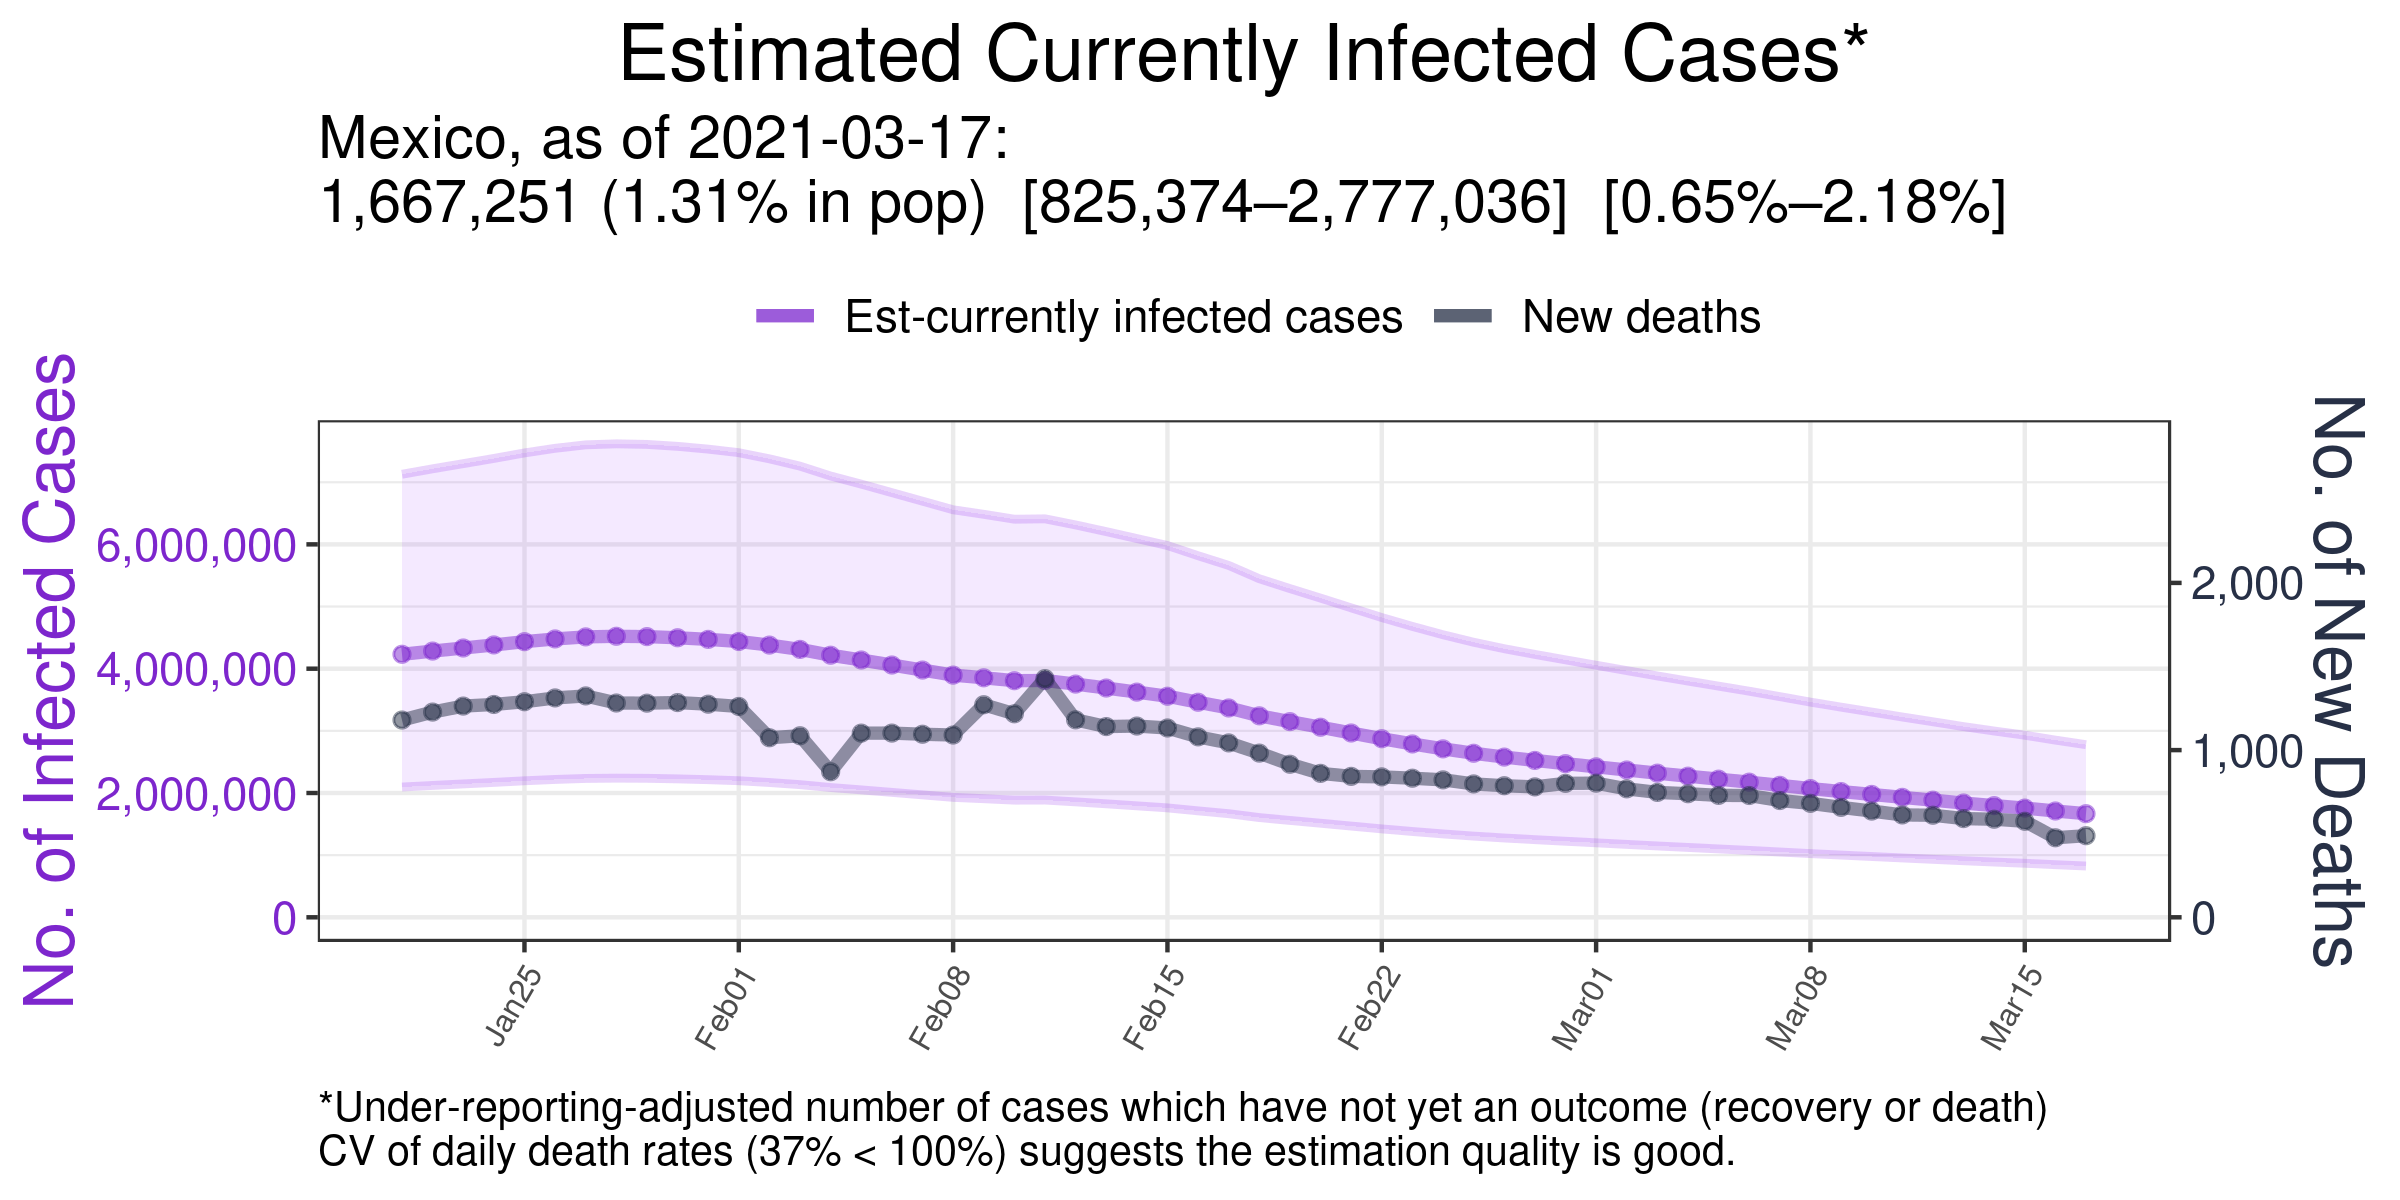 Estimated Currently Infected Cases*
Mexico, as of 2021-03-17:
1,667,251 (1.31% in pop) [825,374–2,777,036] [0.65%–2.18%]
Est-currently infected cases
New deaths
No. of Infected Cases
6,000,000
4,000,000
2,000,000
0
2,000
1,000
0
No. of New Deaths
Jan25
Feb01
Feb08
Feb15
Feb22
Mar01
Mar08
Mar15
*Under-reporting-adjusted number of cases which have not yet an outcome (recovery or death)
CV of daily death rates (37% < 100%) suggests the estimation quality is good.